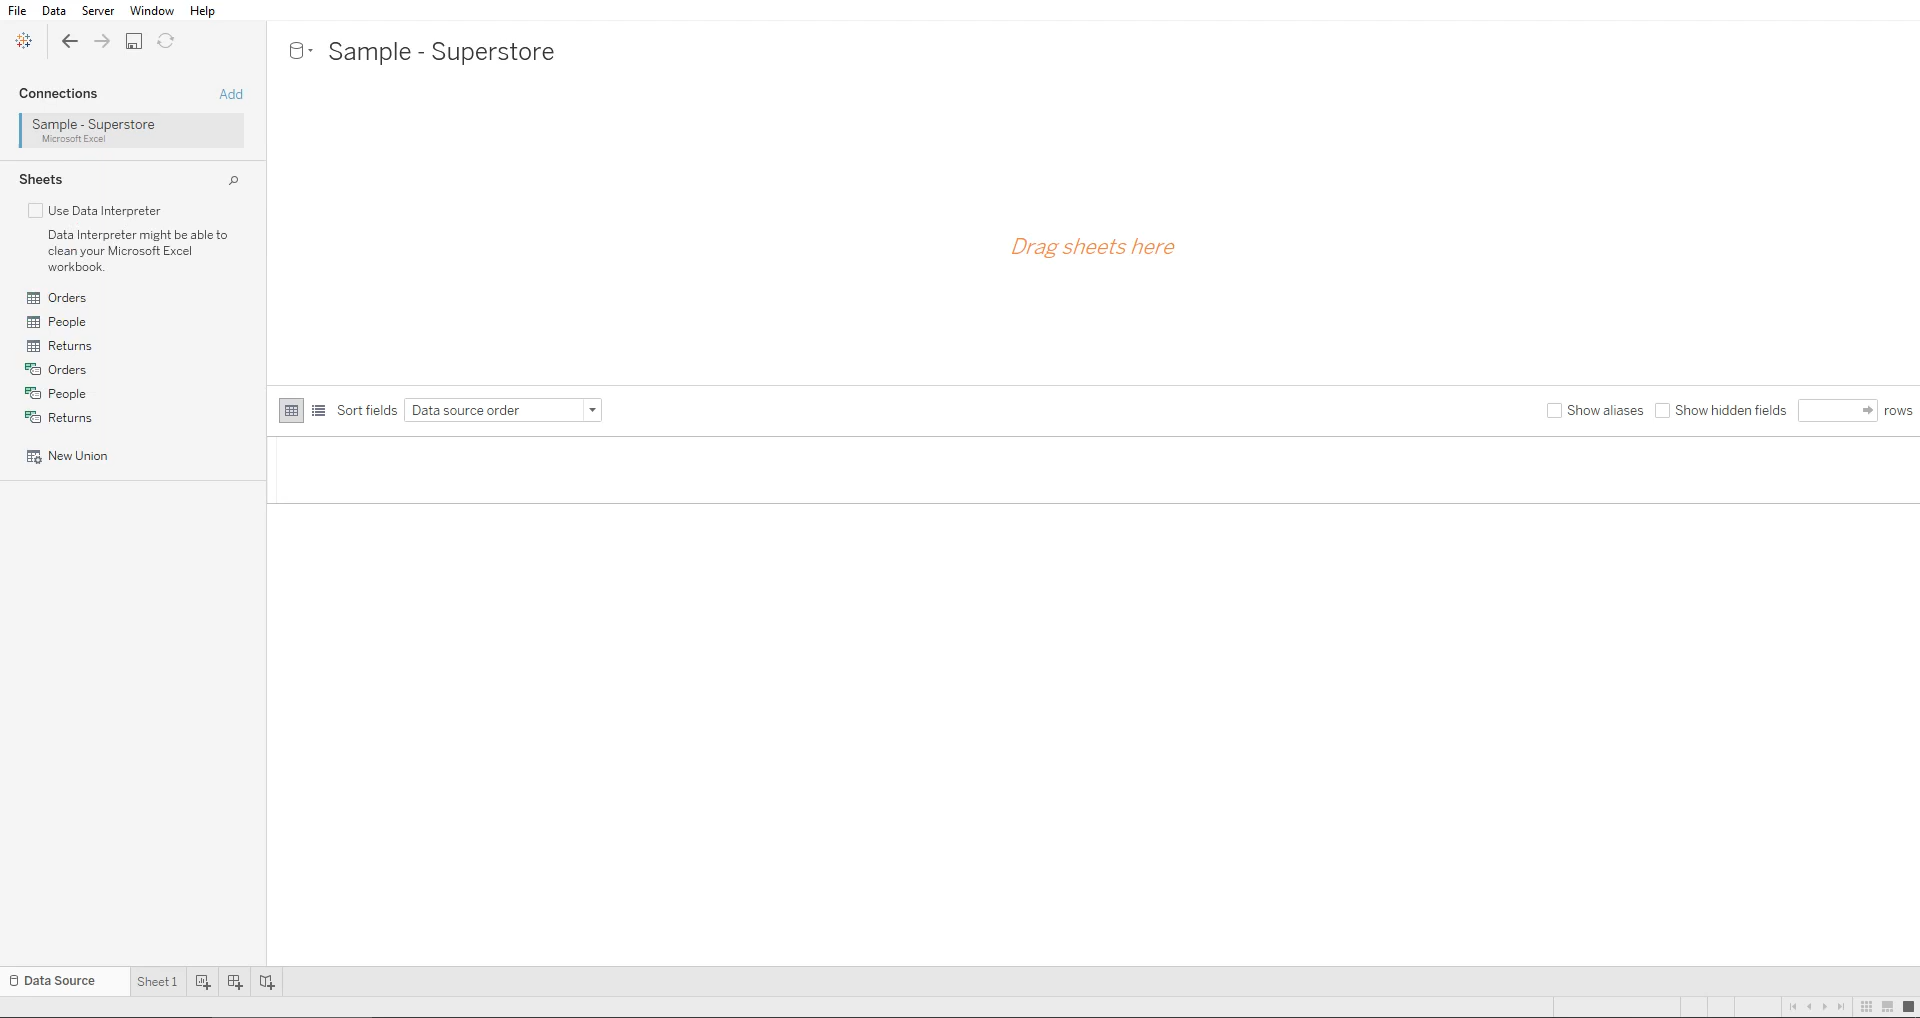 File Data Server Window Help
Sample - Superstore
Connections Add
Sample - Superstore
Microsoft Excel
Sheets
Use Data Interpreter
Data Interpreter might be able to
clean your Microsoft Excel
workbook.
Orders
People
Returns
Orders
People
Returns
New Union
Drag sheets here
Sort fields Data source order Show aliases Show hidden fields rows
Data Source Sheet 1